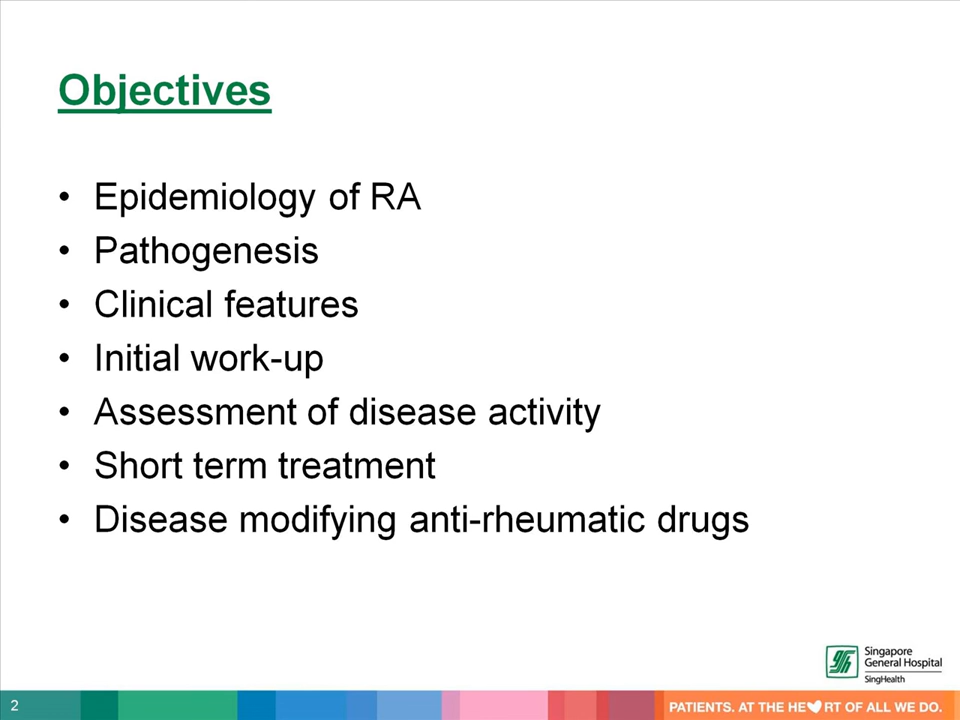 Objectives
• Epidemiology of RA
• Pathogenesis
• Clinical features
• Initial work-up
• Assessment of disease activity
• Short term treatment
• Disease modifying anti-rheumatic drugs
Singapore
General Hospital
SingHealth
2
PATIENTS. AT THE HE❤RT OF ALL WE DO.